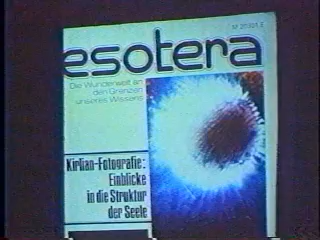 esotera
Die Wunderwelt an
den Grenzen
unseres Wissens
Kirlian-Fotografie:
Einblicke
in die Struktur
der Seele